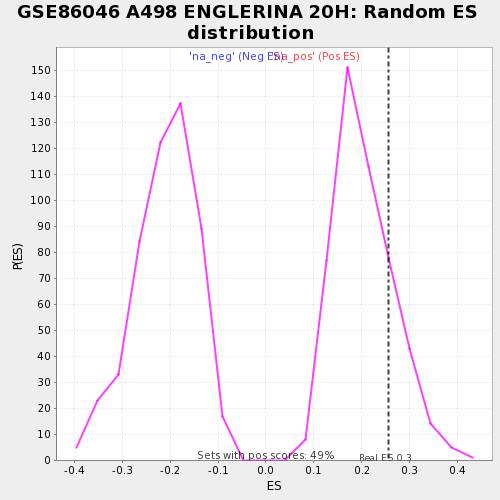 GSE86046 A498 ENGLERINA 20H: Random ES
distribution
'na_neg' (Neg ES)
'na_pos' (Pos ES)
P(ES)
150
140
130
120
110
100
90
80
70
60
50
40
30
20
10
0
Sets with pos scores: 49%
Real ES 0.3
-0.4 -0.3 -0.2 -0.1 0.0 0.1 0.2 0.3 0.4
ES